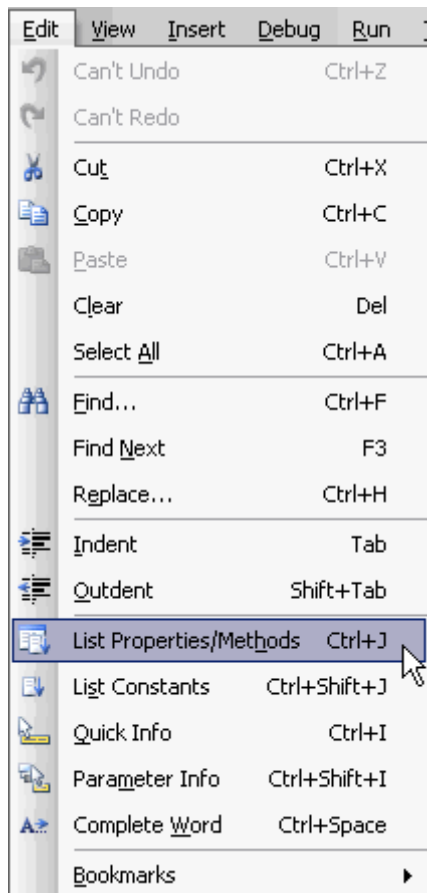 Edit View Insert Debug Run
Can't Undo Ctrl+Z
Can't Redo
Cut Ctrl+X
Copy Ctrl+C
Paste Ctrl+V
Clear Del
Select All Ctrl+A
Find... Ctrl+F
Find Next F3
Replace... Ctrl+H
Indent Tab
Outdent Shift+Tab
List Properties/Methods Ctrl+J
List Constants Ctrl+Shift+J
Quick Info Ctrl+I
Parameter Info Ctrl+Shift+I
Complete Word Ctrl+Space
Bookmarks